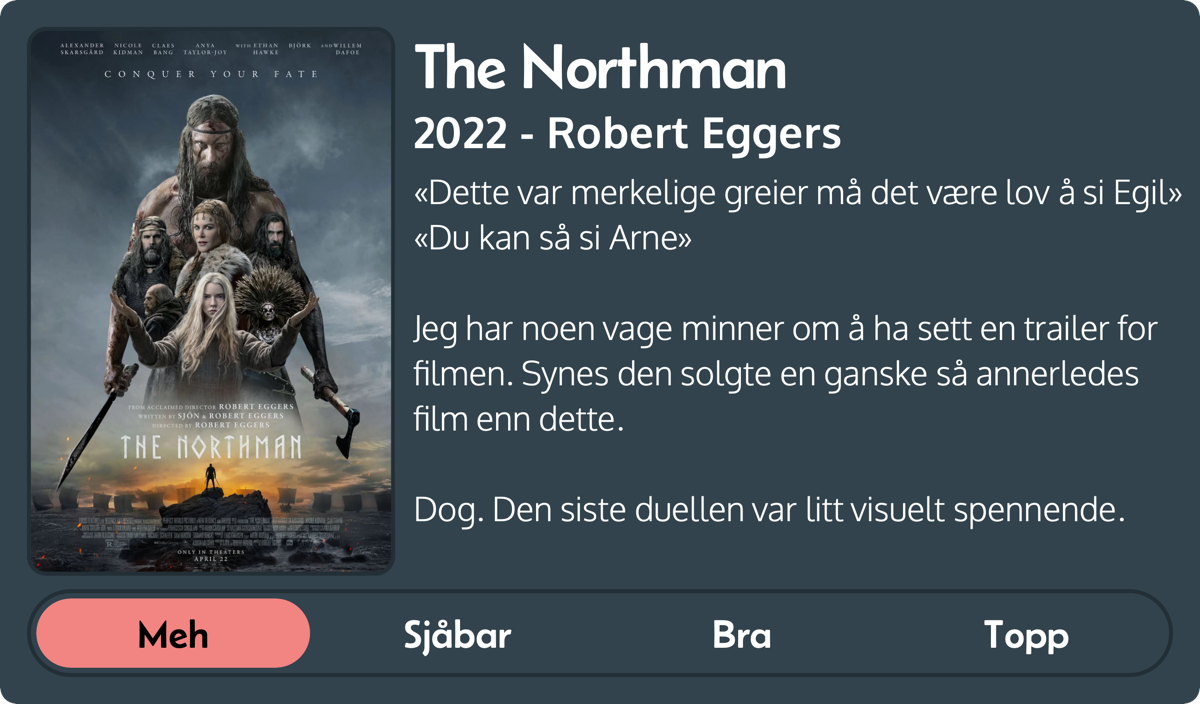 ALEXANDER SKARSGÅRD NICOLE KIDMAN CLAES BANG ANYA TAYLOR-JOY WITH ETHAN HAWKE BJÖRK AND WILLEM DAFOE
CONQUER YOUR FATE
FROM ACCLAIMED DIRECTOR ROBERT EGGERS
WRITTEN BY SJÓN & ROBERT EGGERS
DIRECTED BY ROBERT EGGERS
THE NORTHMAN
ONLY IN THEATERS
APRIL 22
The Northman
2022 - Robert Eggers
«Dette var merkelige greier må det være lov å si Egil»
«Du kan så si Arne»
Jeg har noen vage minner om å ha sett en trailer for
filmen. Synes den solgte en ganske så annerledes
film enn dette.
Dog. Den siste duellen var litt visuelt spennende.
Meh Sjåbar Bra Topp